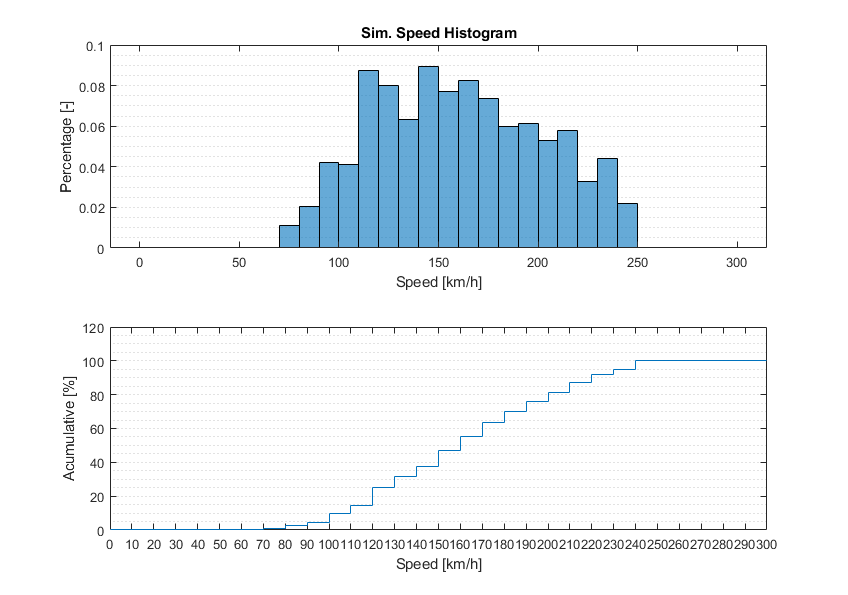 Sim. Speed Histogram
0.1
0.08
0.06
0.04
0.02
0
Percentage [-]
0 50 100 150 200 250 300
Speed [km/h]
120
100
80
60
40
20
0
Acumulative [%]
0 10 20 30 40 50 60 70 80 90 100 110 120 130 140 150 160 170 180 190 200 210 220 230 240 250 260 270 280 290 300
Speed [km/h]